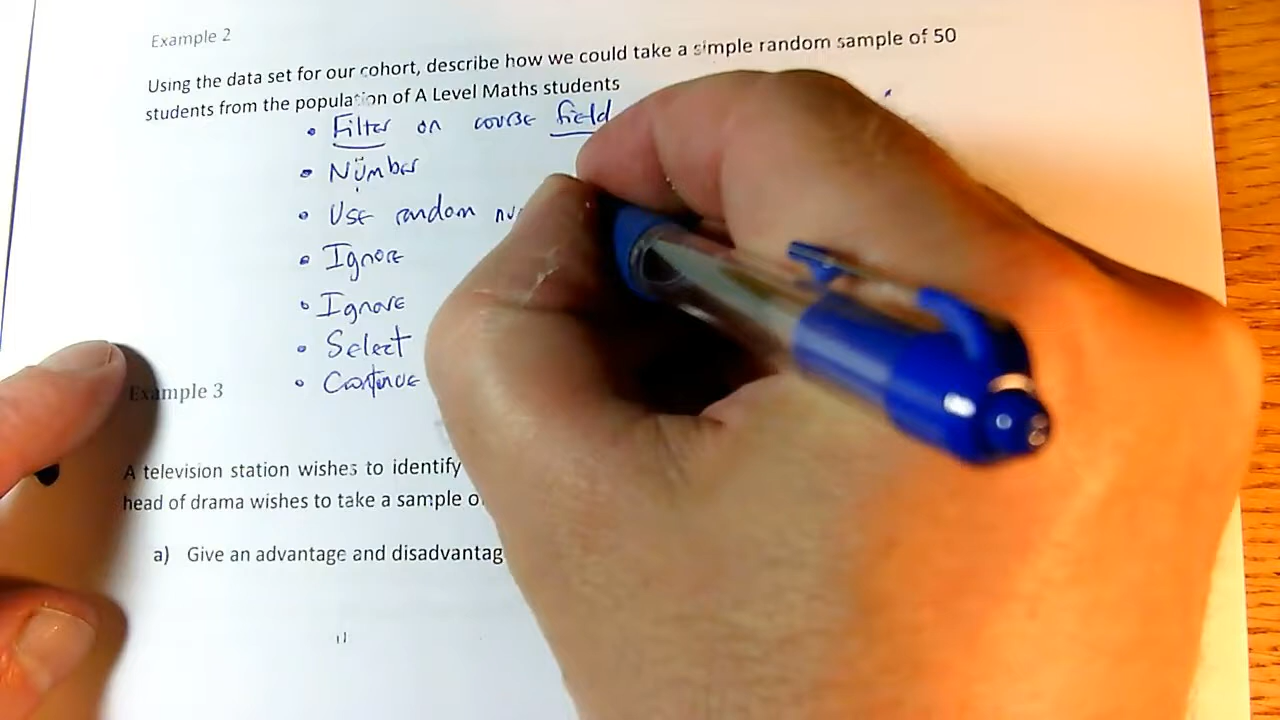 Example 2
Using the data set for our cohort, describe how we could take a simple random sample of 50
students from the population of A Level Maths students
• Filter on course field
• Number
• Use random
• Ignore
• Ignore
• Select
• Continue
Example 3
A television station wishes to identify
head of drama wishes to take a sample
a) Give an advantage and